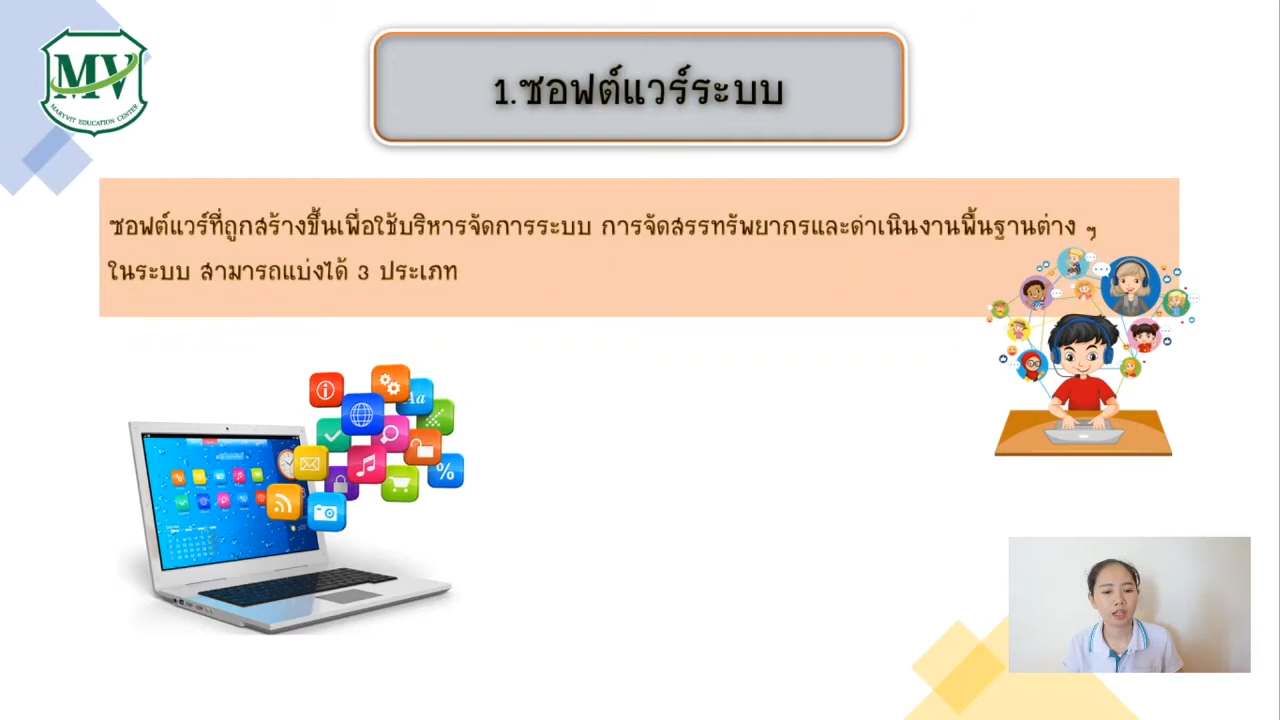 MV
MARYVIT EDUCATION CENTER
1.ซอฟต์แวร์ระบบ
ซอฟต์แวร์ที่ถูกสร้างขึ้นเพื่อใช้บริหารจัดการระบบ การจัดสรรทรัพยากรและดำเนินงานพื้นฐานต่าง ๆ
ในระบบ สามารถแบ่งได้ 3 ประเภท
Aa
%